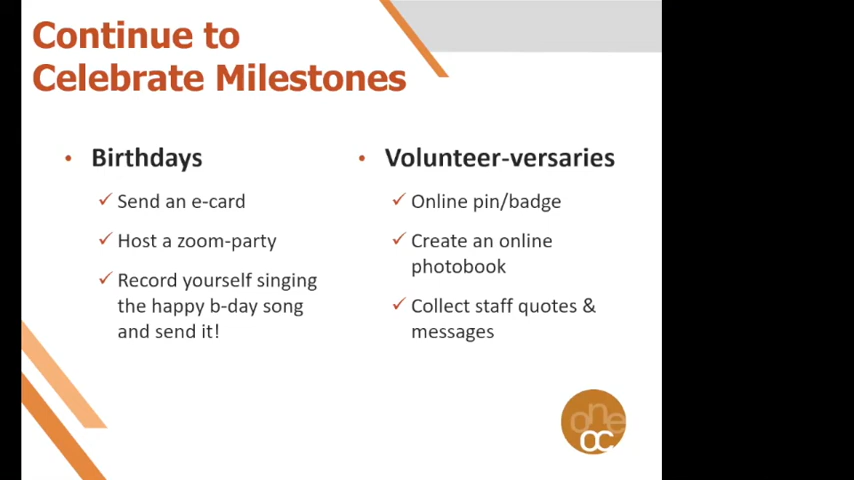 Continue to
Celebrate Milestones
• Birthdays
✓ Send an e-card
✓ Host a zoom-party
✓ Record yourself singing
the happy b-day song
and send it!
• Volunteer-versaries
✓ Online pin/badge
✓ Create an online
photobook
✓ Collect staff quotes &
messages
one
OC